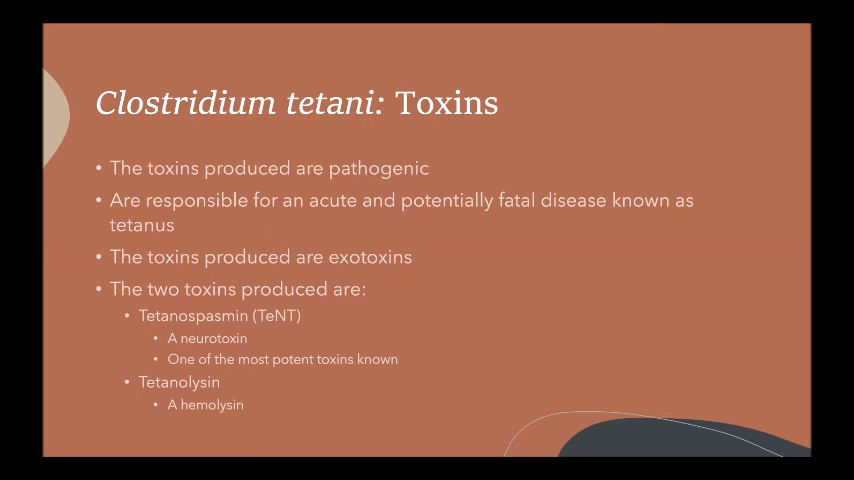 Clostridium tetani: Toxins
• The toxins produced are pathogenic
• Are responsible for an acute and potentially fatal disease known as
tetanus
• The toxins produced are exotoxins
• The two toxins produced are:
• Tetanospasmin (TeNT)
• A neurotoxin
• One of the most potent toxins known
• Tetanolysin
• A hemolysin